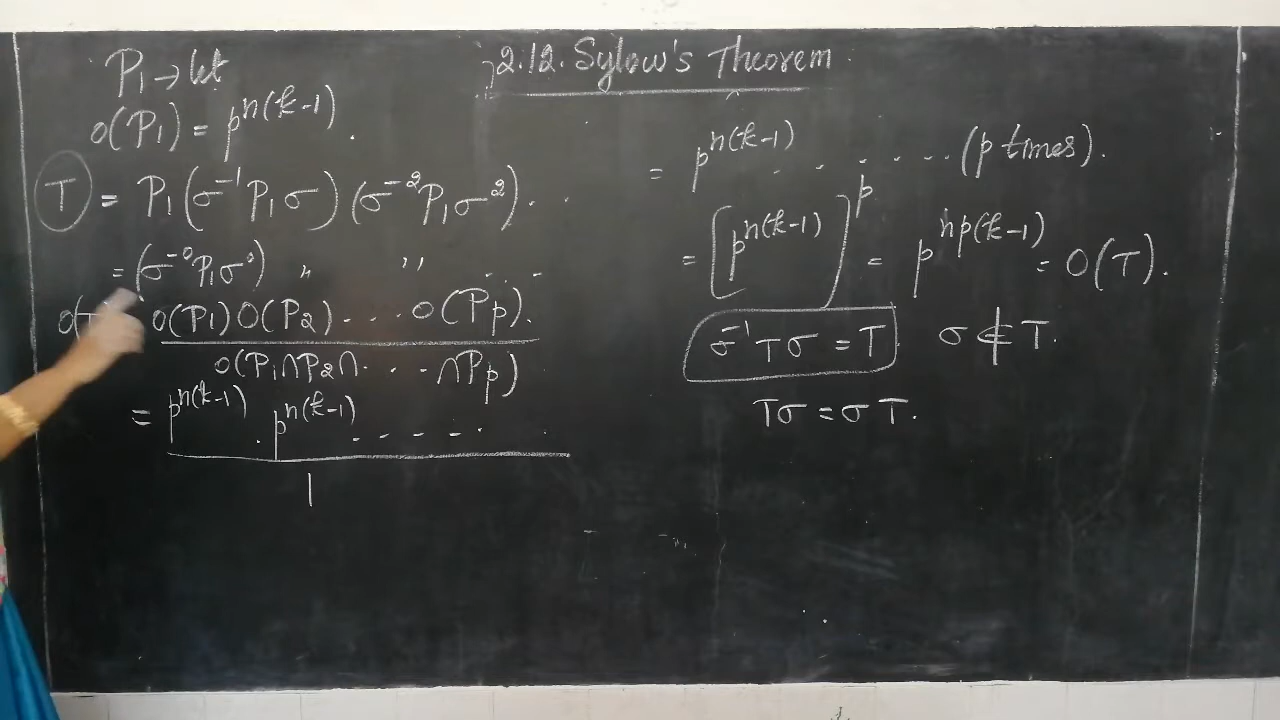 2.12. Sylow's Theorem
P₁ → let
o(P₁) = p^{n(k-1)}.
T = P₁(σ⁻¹P₁σ)(σ⁻²P₁σ²)...
= (σ⁻⁰P₁σ⁰) " " ...
o(P₁)o(P₂)...o(P_p).
o(P₁∩P₂∩...∩P_p)
= p^{n(k-1)} . p^{n(k-1)} .....
1
= p^{n(k-1)} ...... (p times).
= [p^{n(k-1)}]^p = p^{np(k-1)} = o(T).
σ⁻¹Tσ = T σ ∉ T.
Tσ = σT.